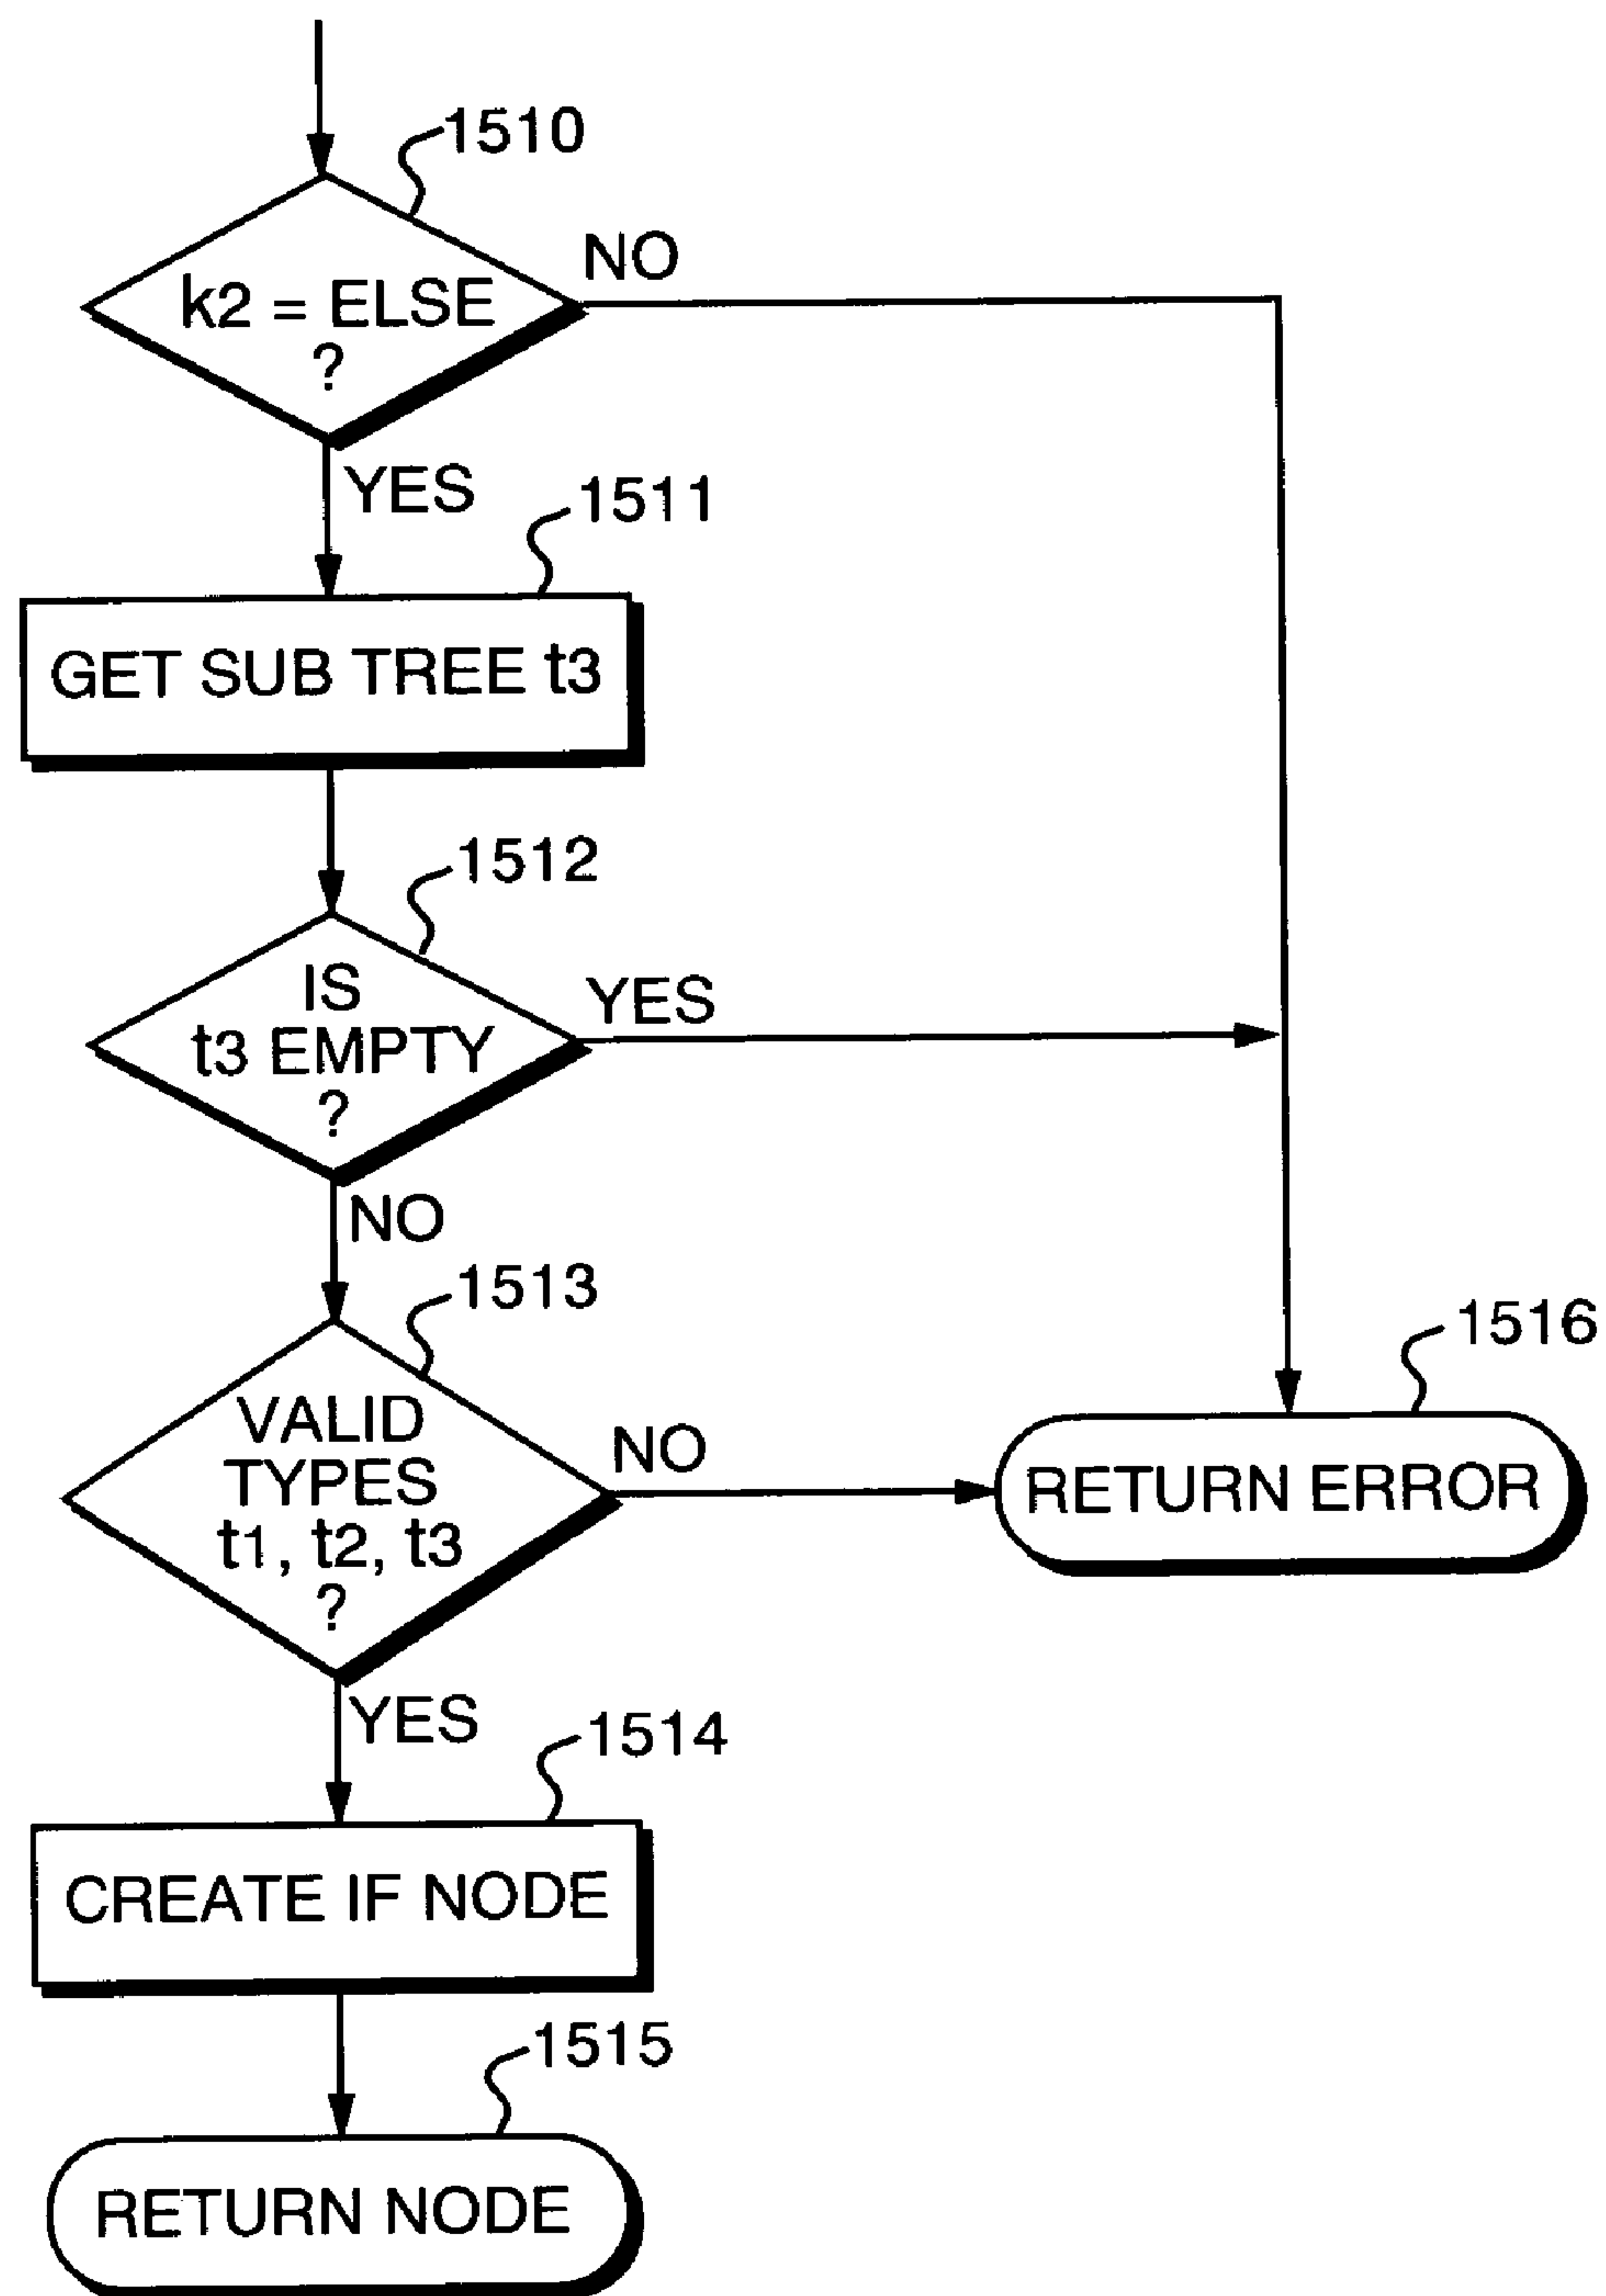 1510
NO
k2 = ELSE
?
YES
1511
GET SUB TREE t3
1512
IS
t3 EMPTY
?
YES
NO
1513
VALID
TYPES
t1, t2, t3
?
NO
1516
RETURN ERROR
YES
1514
CREATE IF NODE
1515
RETURN NODE